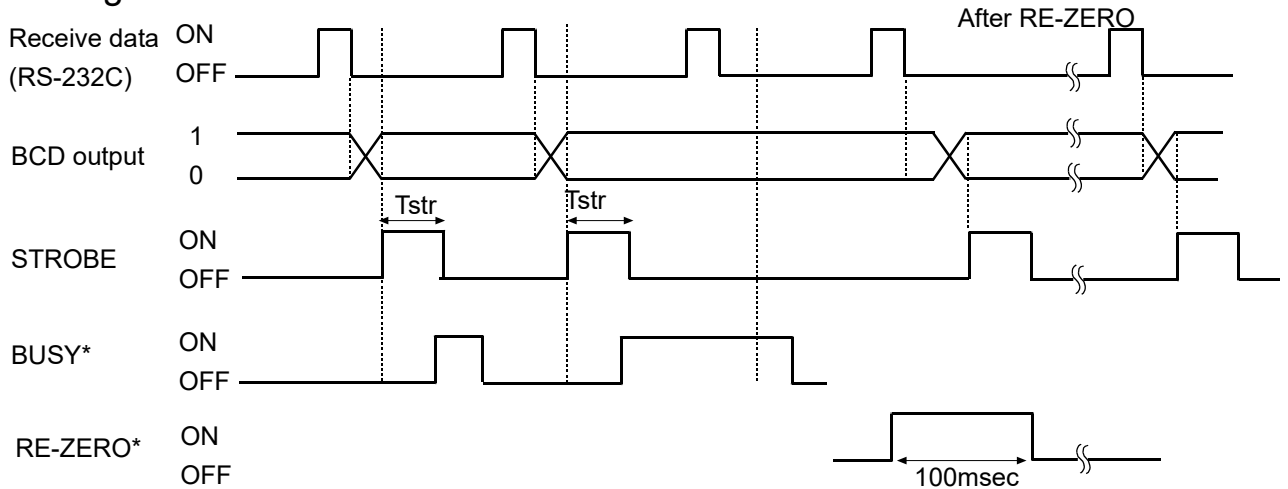 After RE-ZERO
Receive data ON
(RS-232C) OFF
1
BCD output
0
Tstr Tstr
ON
STROBE
OFF
ON
BUSY*
OFF
ON
RE-ZERO*
OFF
100msec